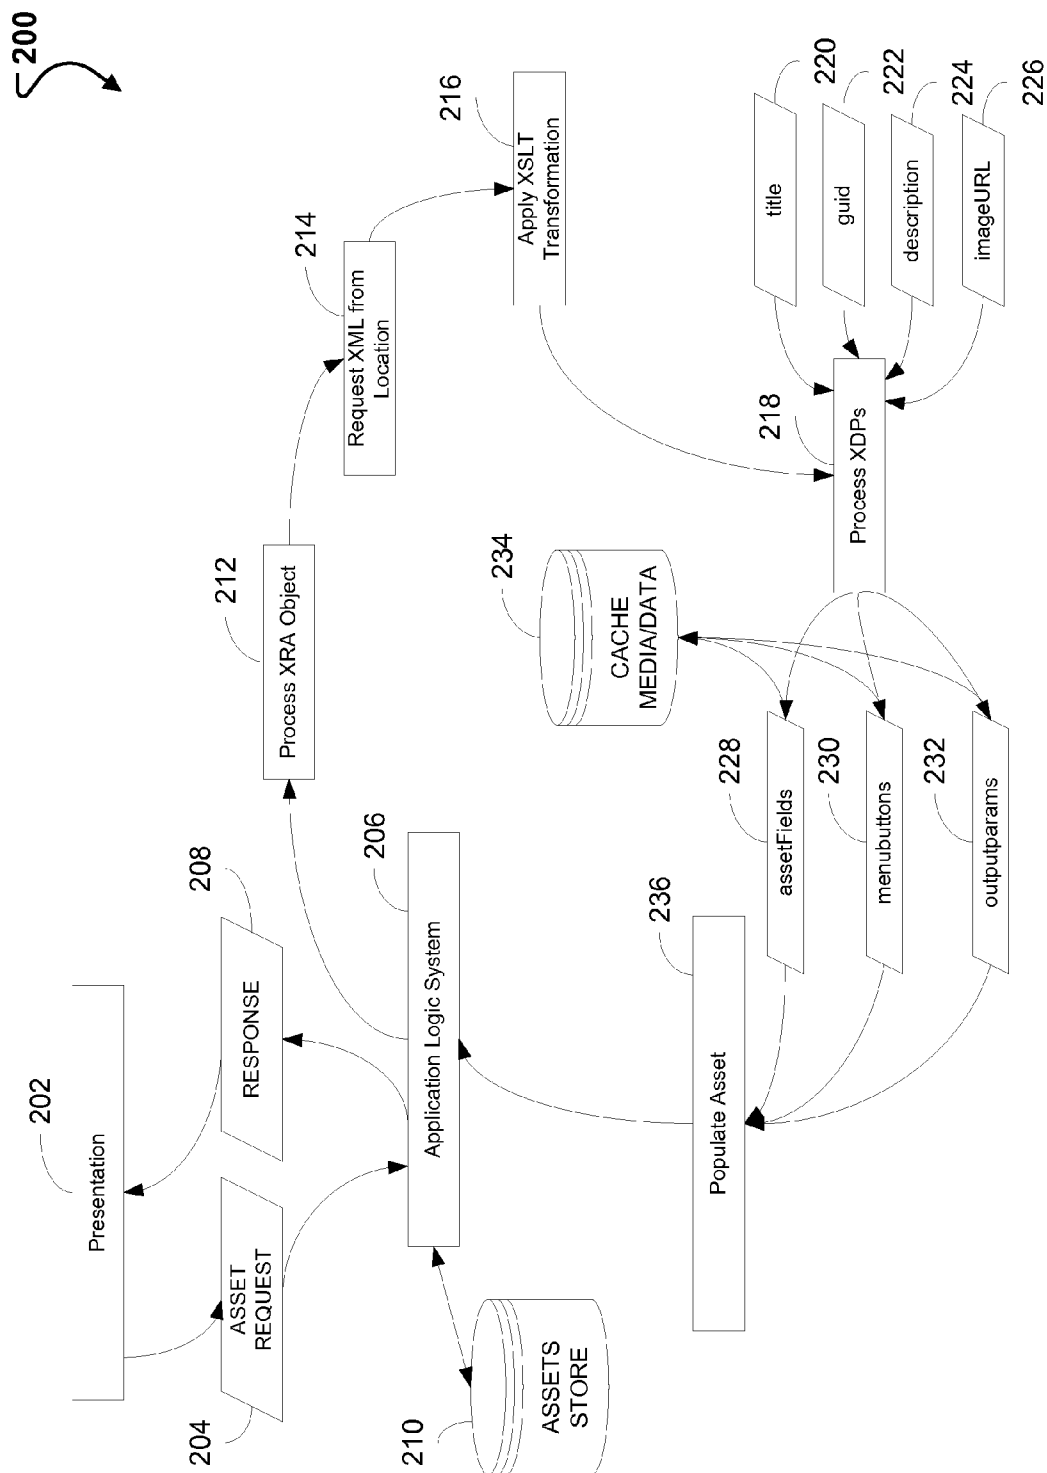 200
202
Presentation
204
ASSET
REQUEST
208
RESPONSE
206
Application Logic System
210
ASSETS
STORE
212
Process XRA Object
214
Request XML from
Location
216
Apply XSLT
Transformation
218
Process XDPs
220
title
222
guid
224
description
226
imageURL
234
CACHE
MEDIA/DATA
228
assetFields
230
menubuttons
232
outputparams
236
Populate Asset